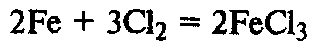 2Fe + 3Cl₂ = 2FeCl₃